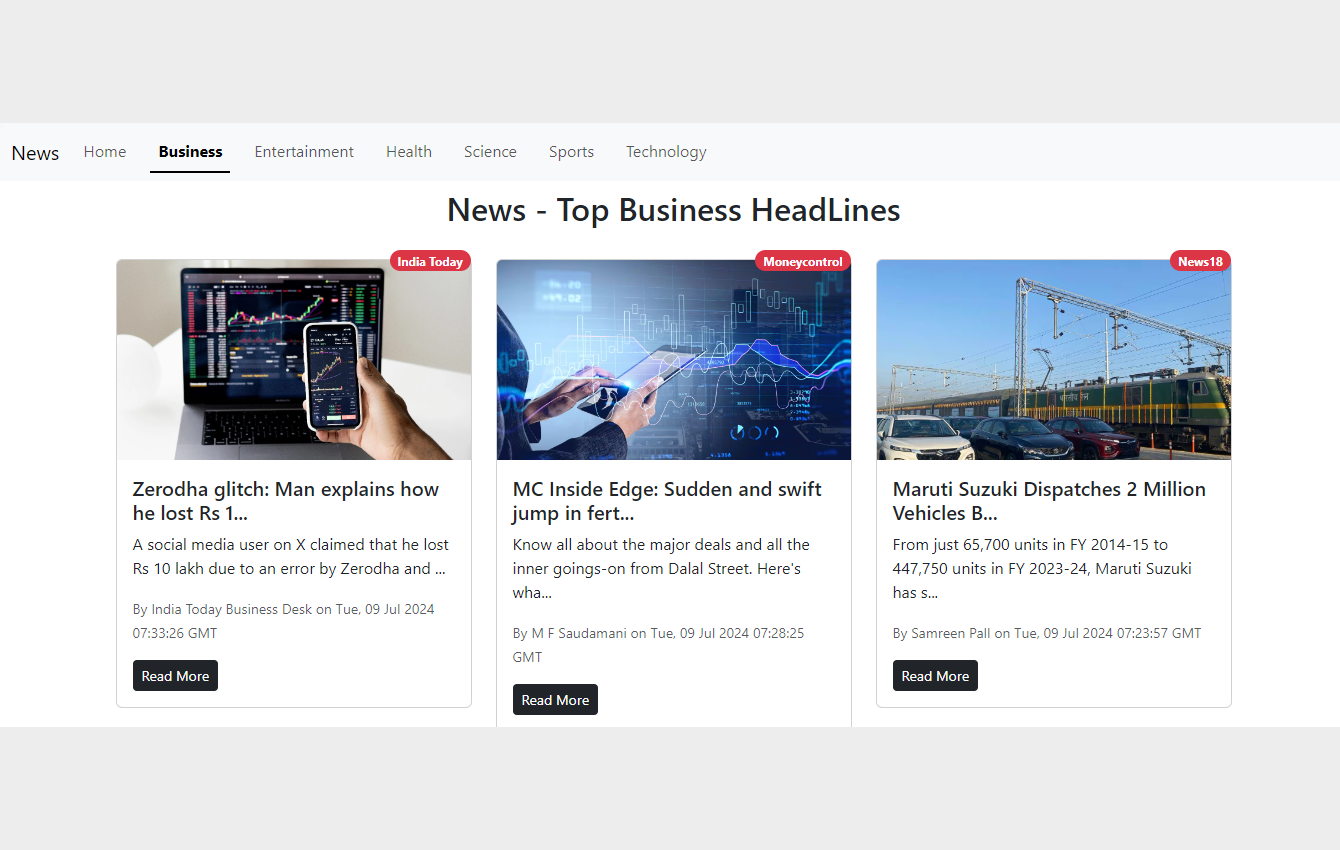 News Home Business Entertainment Health Science Sports Technology
News - Top Business HeadLines
India Today
Zerodha glitch: Man explains how
he lost Rs 1...
A social media user on X claimed that he lost
Rs 10 lakh due to an error by Zerodha and ...
By India Today Business Desk on Tue, 09 Jul 2024
07:33:26 GMT
Read More
Moneycontrol
MC Inside Edge: Sudden and swift
jump in fert...
Know all about the major deals and all the
inner goings-on from Dalal Street. Here's
wha...
By M F Saudamani on Tue, 09 Jul 2024 07:28:25
GMT
Read More
News18
Maruti Suzuki Dispatches 2 Million
Vehicles B...
From just 65,700 units in FY 2014-15 to
447,750 units in FY 2023-24, Maruti Suzuki
has s...
By Samreen Pall on Tue, 09 Jul 2024 07:23:57 GMT
Read More